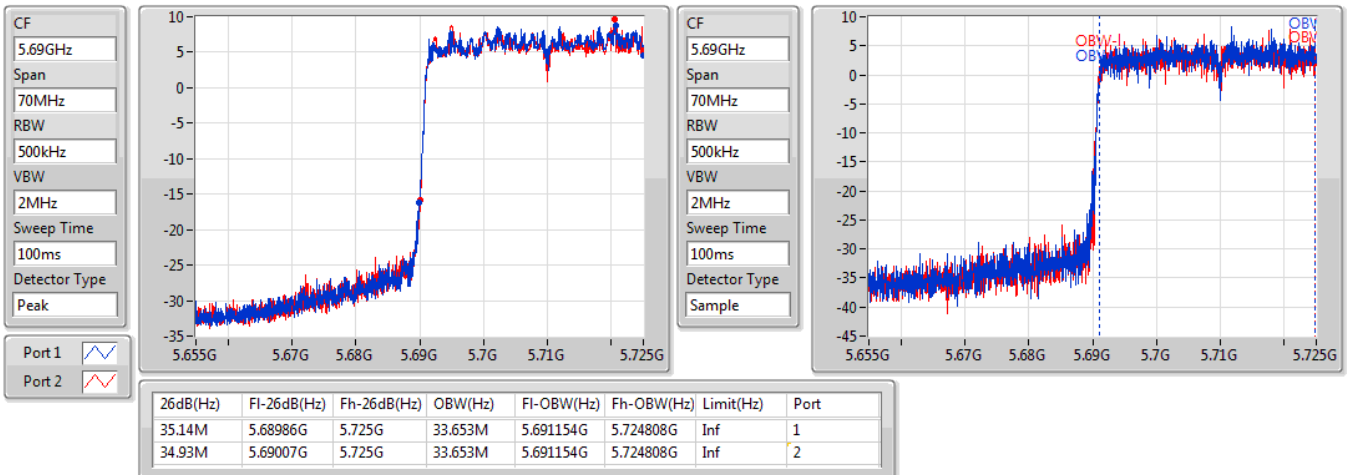 CF
5.69GHz
Span
70MHz
RBW
500kHz
VBW
2MHz
Sweep Time
100ms
Detector Type
Peak
Port 1
Port 2
10
5
0
-5
-10
-15
-20
-25
-30
-35
5.655G 5.67G 5.68G 5.69G 5.7G 5.71G 5.725G
CF
5.69GHz
Span
70MHz
RBW
500kHz
VBW
2MHz
Sweep Time
100ms
Detector Type
Sample
10
5
0
-5
-10
-15
-20
-25
-30
-35
-40
-45
OBW-
OBW
OBW
OBW
5.655G 5.67G 5.68G 5.69G 5.7G 5.71G 5.725G
26dB(Hz) Fl-26dB(Hz) Fh-26dB(Hz) OBW(Hz) Fl-OBW(Hz) Fh-OBW(Hz) Limit(Hz) Port
35.14M 5.68986G 5.725G 33.653M 5.691154G 5.724808G Inf 1
34.93M 5.69007G 5.725G 33.653M 5.691154G 5.724808G Inf 2